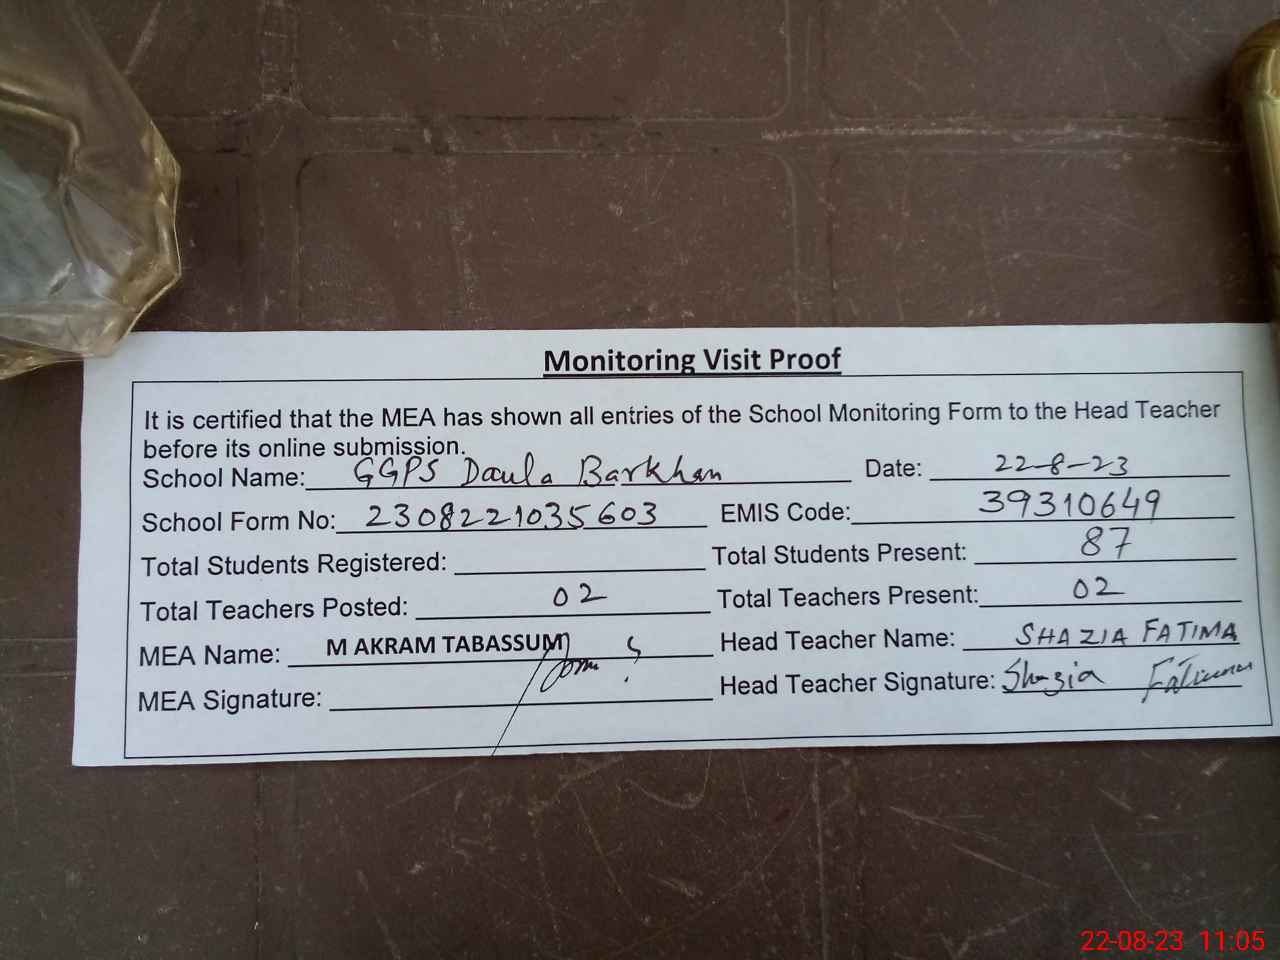 Monitoring Visit Proof
It is certified that the MEA has shown all entries of the School Monitoring Form to the Head Teacher
before its online submission.
School Name: GGPS Daula Barkhan Date: 22-8-23
School Form No: 2308221035603 EMIS Code: 39310649
Total Students Registered: Total Students Present: 87
Total Teachers Posted: 02 Total Teachers Present: 02
MEA Name: M AKRAM TABASSUM Head Teacher Name: SHAZIA FATIMA
MEA Signature: Head Teacher Signature: Shazia Fatima
22-08-23 11:05